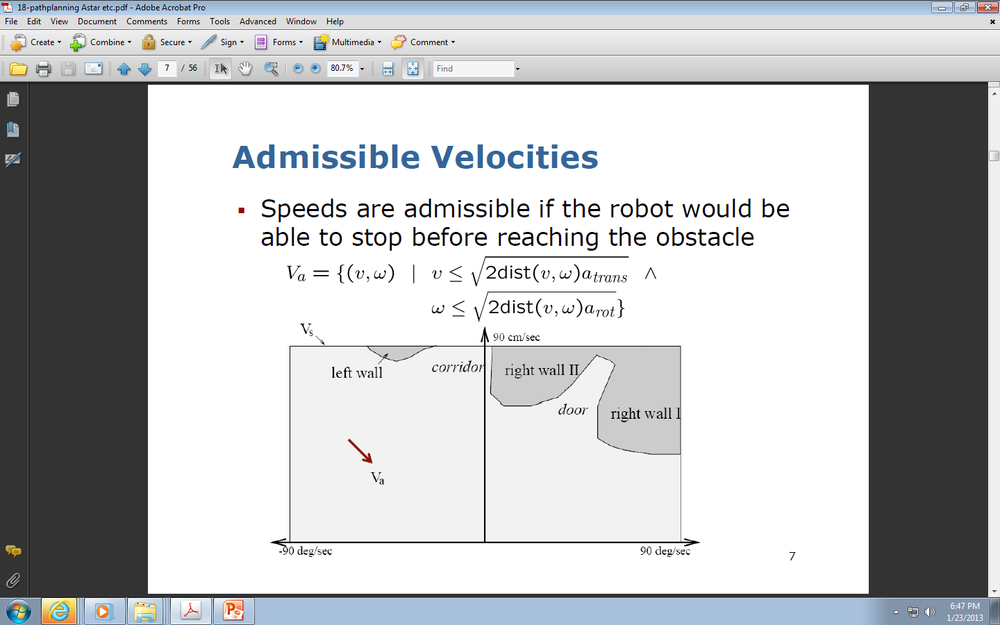 18-pathplanning Astar etc.pdf - Adobe Acrobat Pro
File Edit View Document Comments Forms Tools Advanced Window Help
Create Combine Secure Sign Forms Multimedia Comment
7 / 56 80.7% Find
Admissible Velocities
Speeds are admissible if the robot would be
able to stop before reaching the obstacle
V_a = {(v, ω) | v ≤ √2dist(v, ω)a_trans ∧
ω ≤ √2dist(v, ω)a_rot}
Vs
90 cm/sec
left wall
corridor
right wall II
door
right wall I
Va
-90 deg/sec
90 deg/sec
7
6:47 PM
1/23/2013